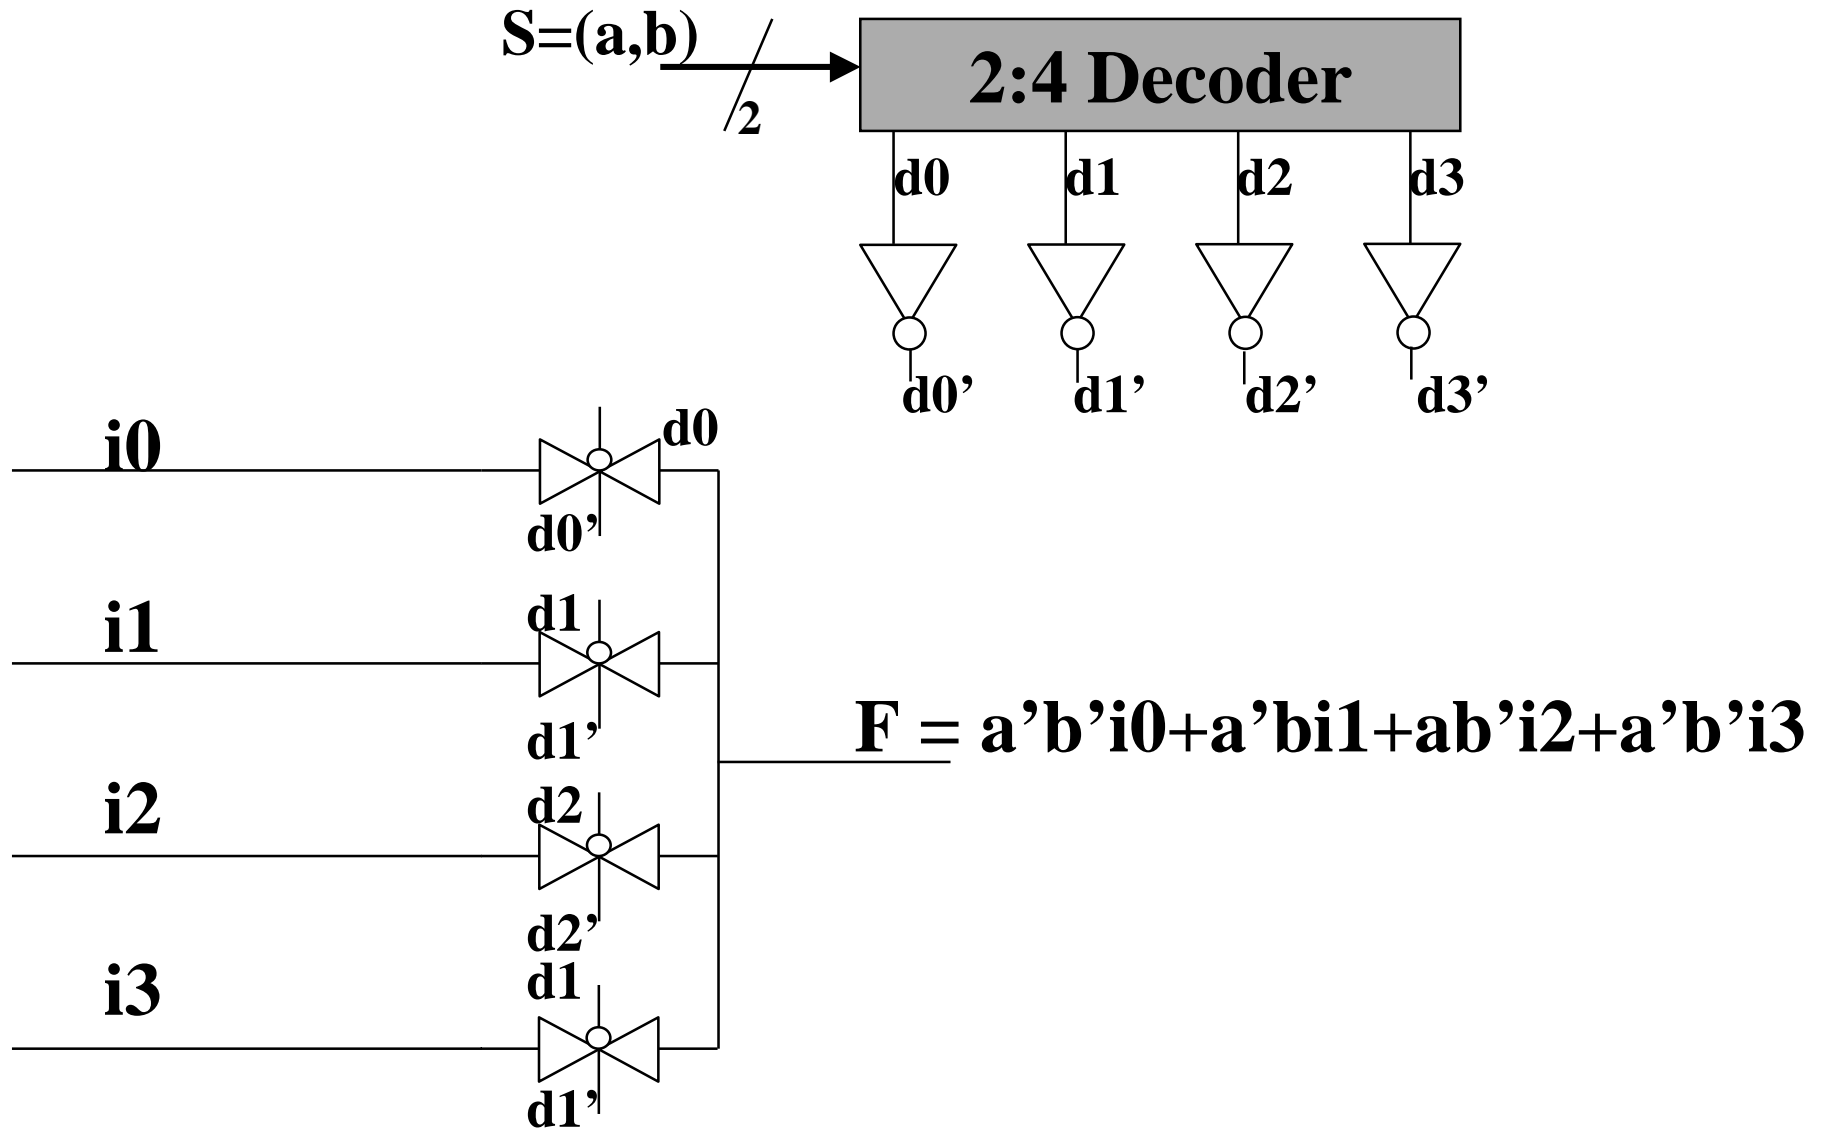 S=(a,b)
2
2:4 Decoder
d0
d1
d2
d3
d0’
d1’
d2’
d3’
i0
d0
d0’
i1
d1
d1’
F = a’b’i0+a’bi1+ab’i2+a’b’i3
i2
d2
d2’
i3
d1
d1’